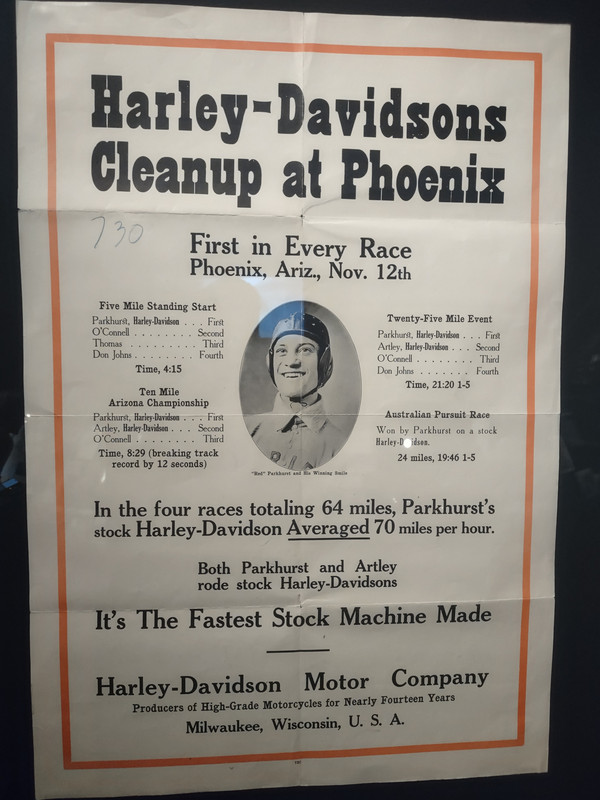 Harley-Davidsons
Cleanup at Phoenix
730
First in Every Race
Phoenix, Ariz., Nov. 12th
Five Mile Standing Start
Parkhurst, Harley-Davidson . . . First
O'Connell . . . . . . . . Second
Thomas . . . . . . . . . Third
Don Johns . . . . . . . . Fourth
Time, 4:15
Ten Mile
Arizona Championship
Parkhurst, Harley-Davidson . . . First
Artley, Harley-Davidson . . . Second
O'Connell . . . . . . . . . Third
Time, 8:29 (breaking track
record by 12 seconds)
"Red" Parkhurst and His Winning Smile
Twenty-Five Mile Event
Parkhurst, Harley-Davidson . . . First
Artley, Harley-Davidson . . . Second
O'Connell . . . . . . . . . Third
Don Johns . . . . . . . . Fourth
Time, 21:20 1-5
Australian Pursuit Race
Won by Parkhurst on a stock
Harley-Davidson.
24 miles, 19:46 1-5
In the four races totaling 64 miles, Parkhurst's
stock Harley-Davidson Averaged 70 miles per hour.
Both Parkhurst and Artley
rode stock Harley-Davidsons
It's The Fastest Stock Machine Made
Harley-Davidson Motor Company
Producers of High-Grade Motorcycles for Nearly Fourteen Years
Milwaukee, Wisconsin, U. S. A.